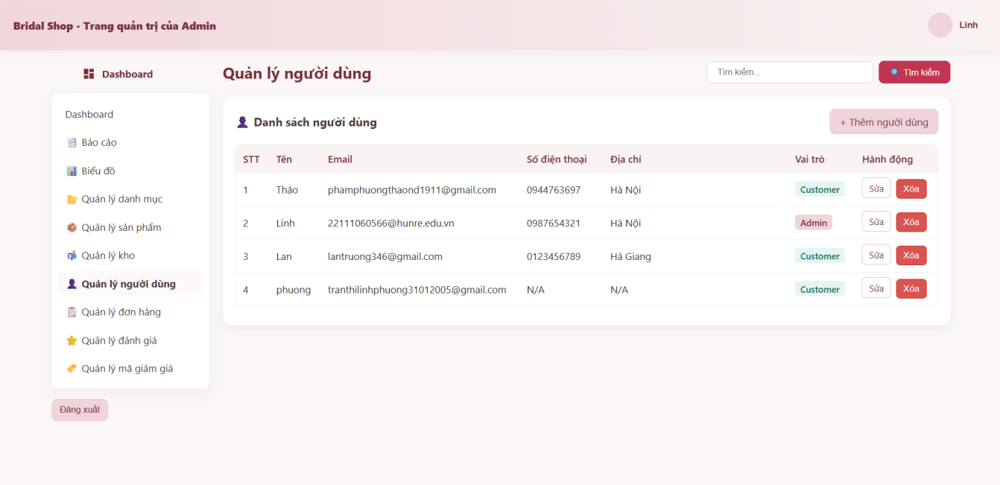 Bridal Shop - Trang quản trị của Admin
Linh
Dashboard
Dashboard
Báo cáo
Biểu đồ
Quản lý danh mục
Quản lý sản phẩm
Quản lý kho
Quản lý người dùng
Quản lý đơn hàng
Quản lý đánh giá
Quản lý mã giảm giá
Đăng xuất
Quản lý người dùng
Tìm kiếm...
Tìm kiếm
Danh sách người dùng
+ Thêm người dùng
STT Tên Email Số điện thoại Địa chỉ Vai trò Hành động
1 Thảo phamphuongthaond1911@gmail.com 0944763697 Hà Nội Customer Sửa Xóa
2 Linh 22111060566@hunre.edu.vn 0987654321 Hà Nội Admin Sửa Xóa
3 Lan lantruong346@gmail.com 0123456789 Hà Giang Customer Sửa Xóa
4 phuong tranthilinhphuong31012005@gmail.com N/A N/A Customer Sửa Xóa